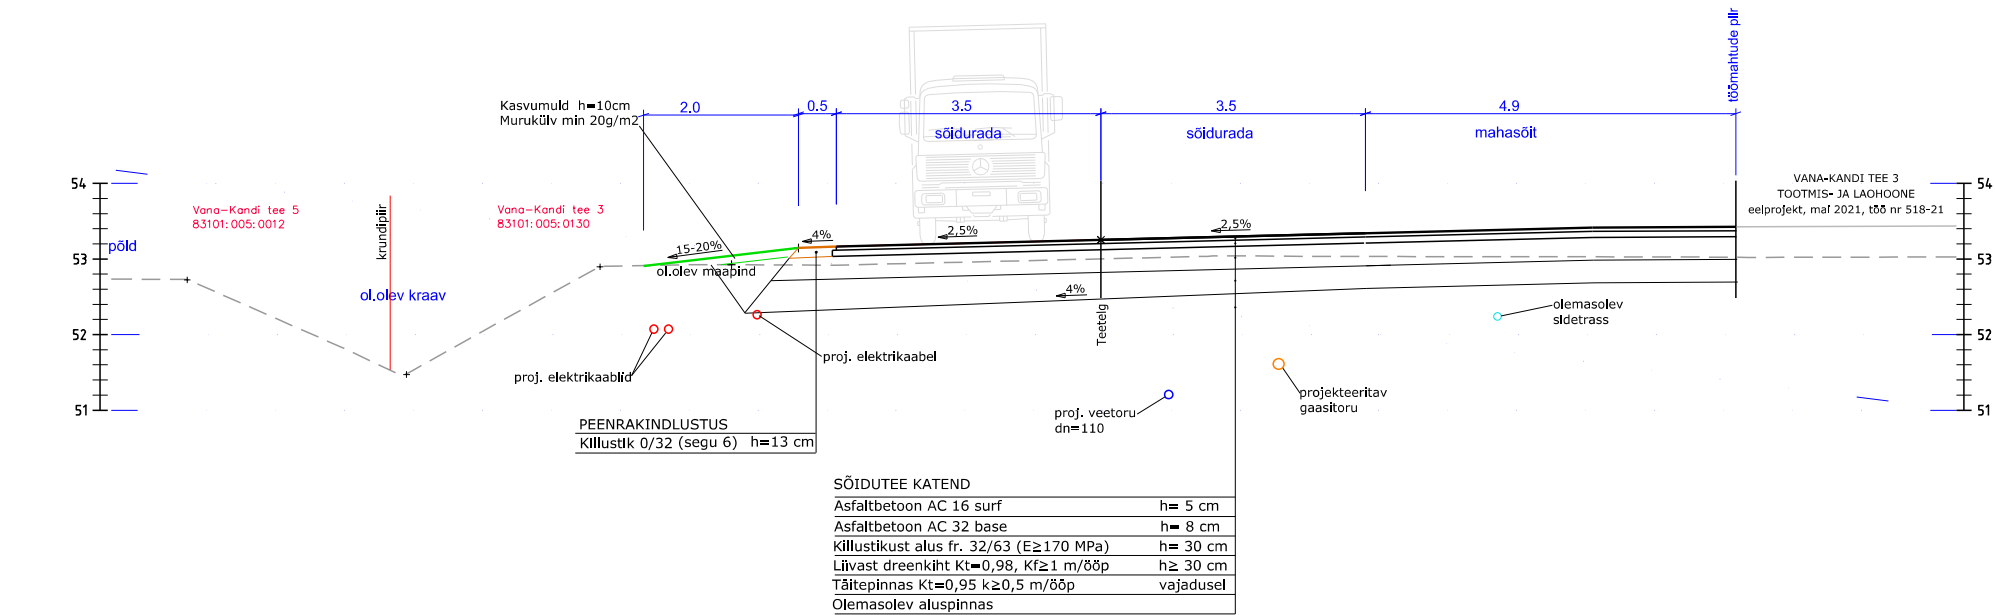 töömahtude piir
2.0
0.5
3.5
3.5
4.9
Kasvumuld h=10cm
Murukülv min 20g/m2
sõidurada
sõidurada
mahasõit
VANA-KANDI TEE 3
TOOTMIS- JA LAOHOONE
eelprojekt, mai 2021, töö nr 518-21
54
53
52
51
54
53
52
51
Vana-Kandi tee 5
83101:005:0012
krundipiir
Vana-Kandi tee 3
83101:005:0130
põld
ol.olev kraav
15-20%
4%
2,5%
2,5%
ol.olev maapind
4%
Teetelg
olemasolev
sidetrass
proj. elektrikaabel
proj. elektrikaablid
projekteeritav
gaasitoru
proj. veetoru
dn=110
PEENRAKINDLUSTUS
Killustik 0/32 (segu 6) h=13 cm
SÕIDUTEE KATEND
Asfaltbetoon AC 16 surf h= 5 cm
Asfaltbetoon AC 32 base h= 8 cm
Killustikust alus fr. 32/63 (E≥170 MPa) h= 30 cm
Liivast dreenkiht Kt=0,98, Kf≥1 m/ööp h≥ 30 cm
Täitepinnas Kt=0,95 k≥0,5 m/ööp vajadusel
Olemasolev aluspinnas